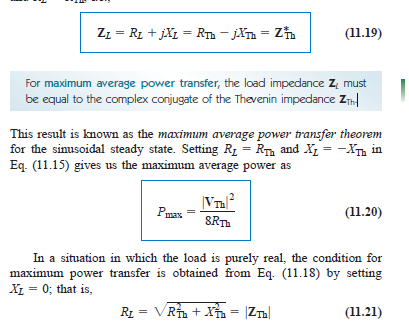 Z_L = R_L + jX_L = R_Th − jX_Th = Z*_Th (11.19)
For maximum average power transfer, the load impedance Z_L must
be equal to the complex conjugate of the Thevenin impedance Z_Th.
This result is known as the maximum average power transfer theorem
for the sinusoidal steady state. Setting R_L = R_Th and X_L = −X_Th in
Eq. (11.15) gives us the maximum average power as
P_max = |V_Th|² / 8R_Th (11.20)
In a situation in which the load is purely real, the condition for
maximum power transfer is obtained from Eq. (11.18) by setting
X_L = 0; that is,
R_L = √(R²_Th + X²_Th) = |Z_Th| (11.21)